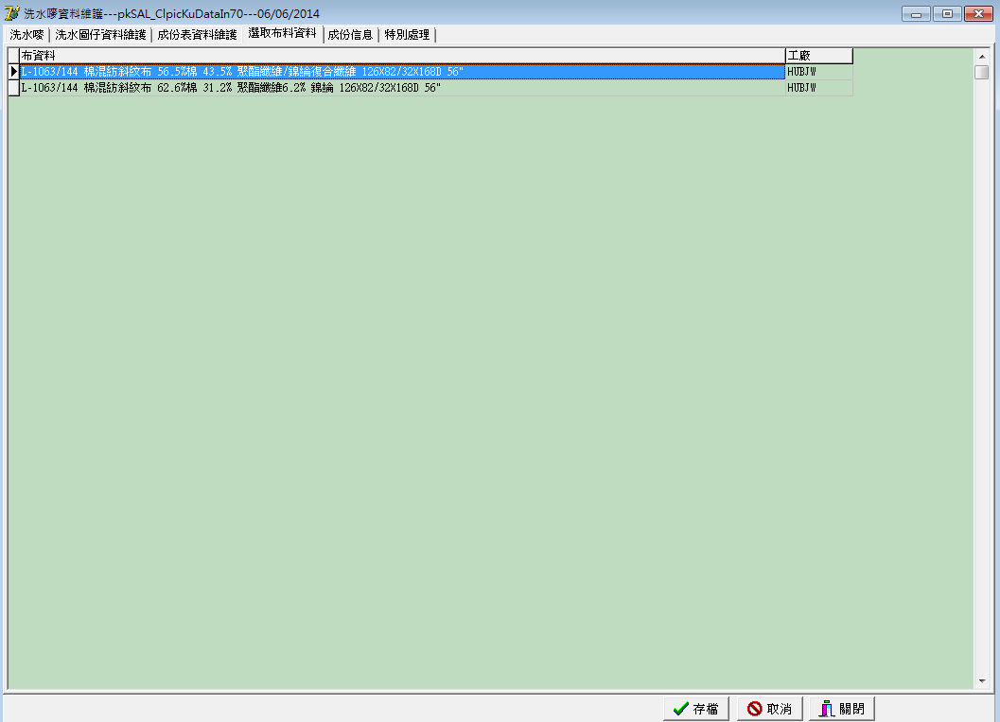 洗水嘜資料維護---pkSAL_ClpicKuDataIn70---06/06/2014
洗水嘜 洗水圖仔資料維護 成份表資料維護 選取布料資料 成份信息 特別處理
布資料 工廠
L-1063/144 棉混紡斜紋布 56.5%棉 43.5% 聚酯纖維/錦綸復合纖維 126X82/32X168D 56" HUBJW
L-1063/144 棉混紡斜紋布 62.6%棉 31.2% 聚酯纖維6.2% 錦綸 126X82/32X168D 56" HUBJW
存檔 取消 關閉